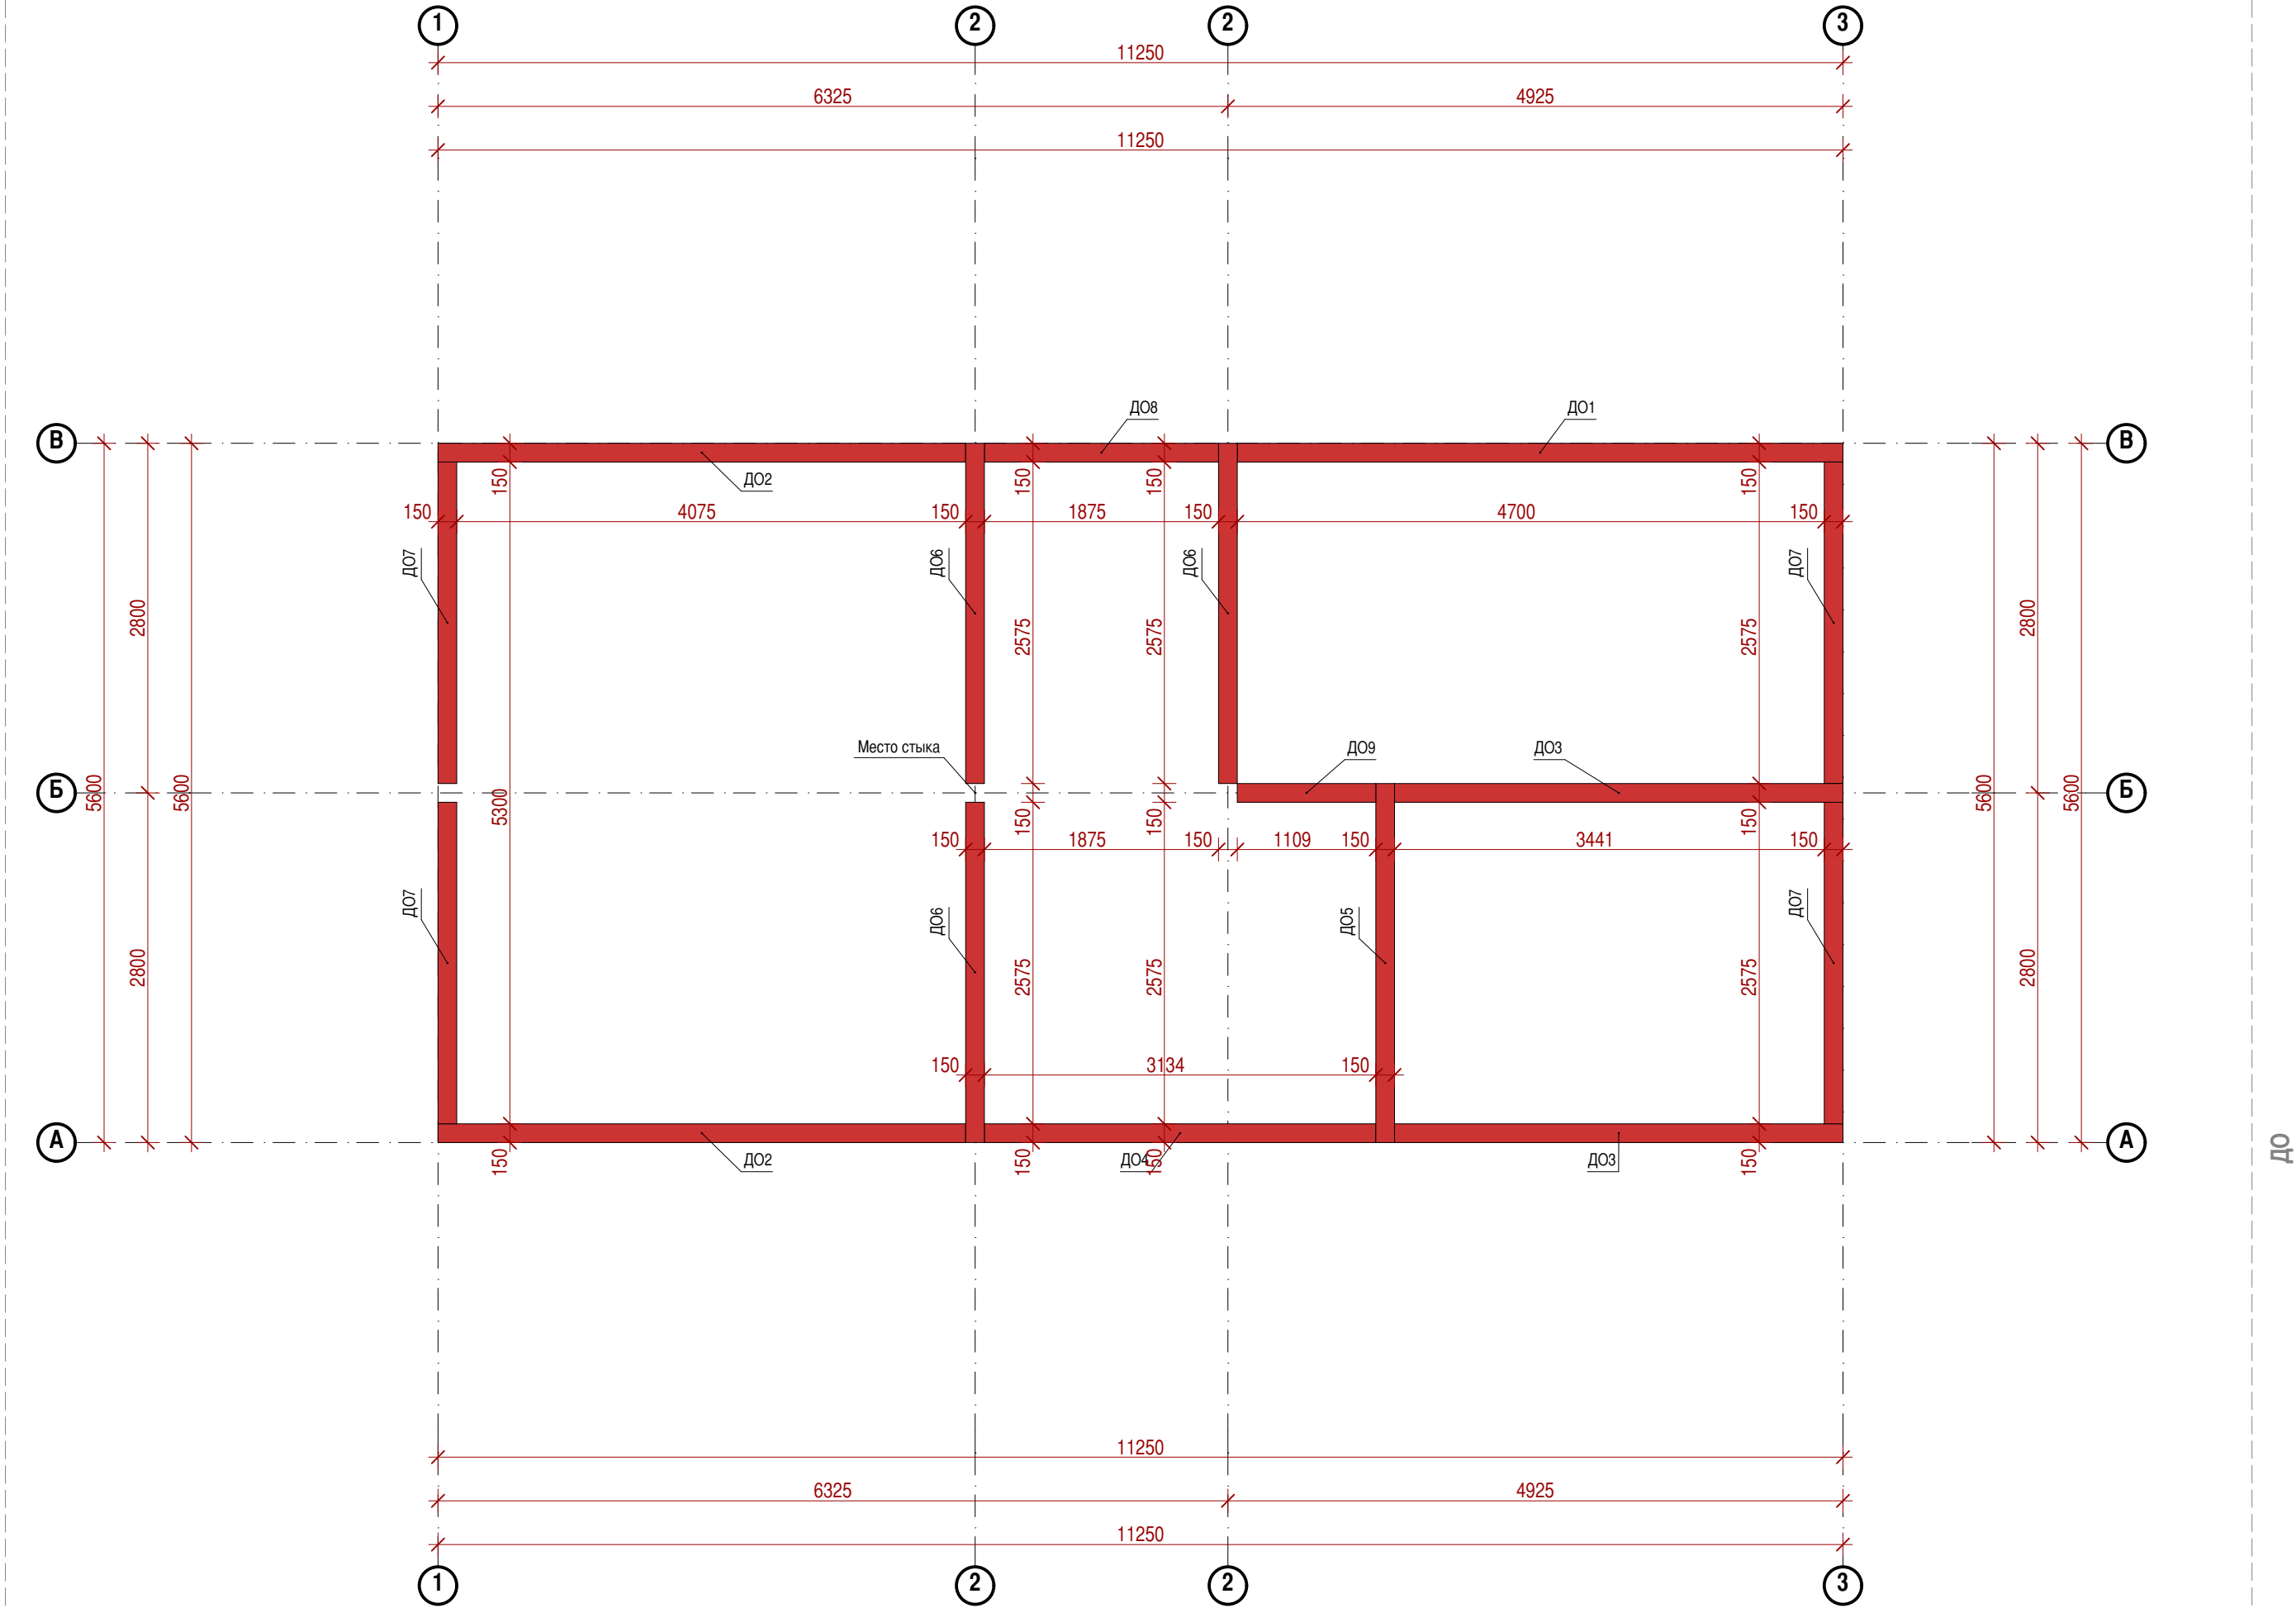 1 2 2 3
11250
6325 4925
11250
ДО8 ДО1
В В
ДО2
150 150 150 150
150 4075 150 1875 150 4700 150
ДО7 ДО6 ДО6 ДО7
2800 2575 2575 2575 2800
Место стыка ДО9 ДО3
Б Б
5600 5600 5300 5600 5600
150 150 150
150 1875 150 1109 150 3441 150
ДО7 ДО6 ДО5 ДО7
2800 2575 2575 2575 2800
150 3134 150
А А
ДО
150 150 150 150
ДО2 ДО4 ДО3
11250
6325 4925
11250
1 2 2 3